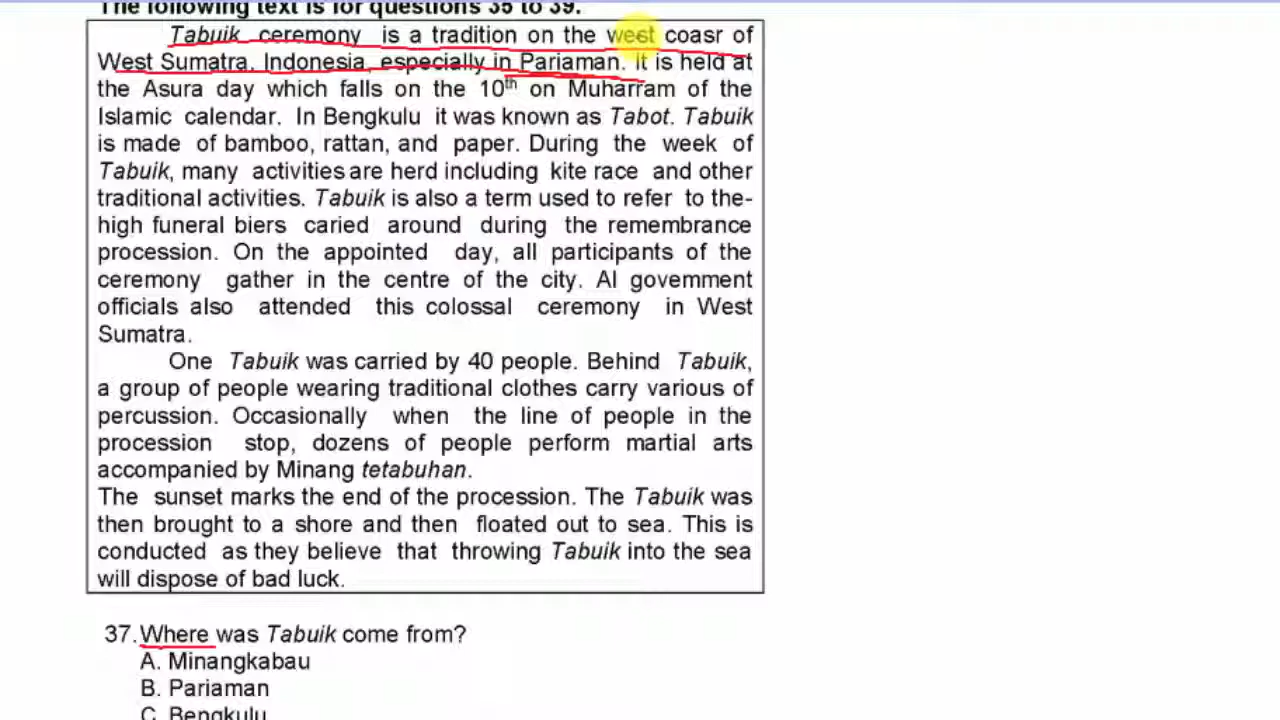 The following text is for questions 35 to 39.
Tabuik ceremony is a tradition on the west coasr of
West Sumatra, Indonesia, especially in Pariaman. It is held at
the Asura day which falls on the 10th on Muharram of the
Islamic calendar. In Bengkulu it was known as Tabot. Tabuik
is made of bamboo, rattan, and paper. During the week of
Tabuik, many activities are herd including kite race and other
traditional activities. Tabuik is also a term used to refer to the-
high funeral biers caried around during the remembrance
procession. On the appointed day, all participants of the
ceremony gather in the centre of the city. Al govemment
officials also attended this colossal ceremony in West
Sumatra.
One Tabuik was carried by 40 people. Behind Tabuik,
a group of people wearing traditional clothes carry various of
percussion. Occasionally when the line of people in the
procession stop, dozens of people perform martial arts
accompanied by Minang tetabuhan.
The sunset marks the end of the procession. The Tabuik was
then brought to a shore and then floated out to sea. This is
conducted as they believe that throwing Tabuik into the sea
will dispose of bad luck.
37. Where was Tabuik come from?
A. Minangkabau
B. Pariaman
C. Bengkulu